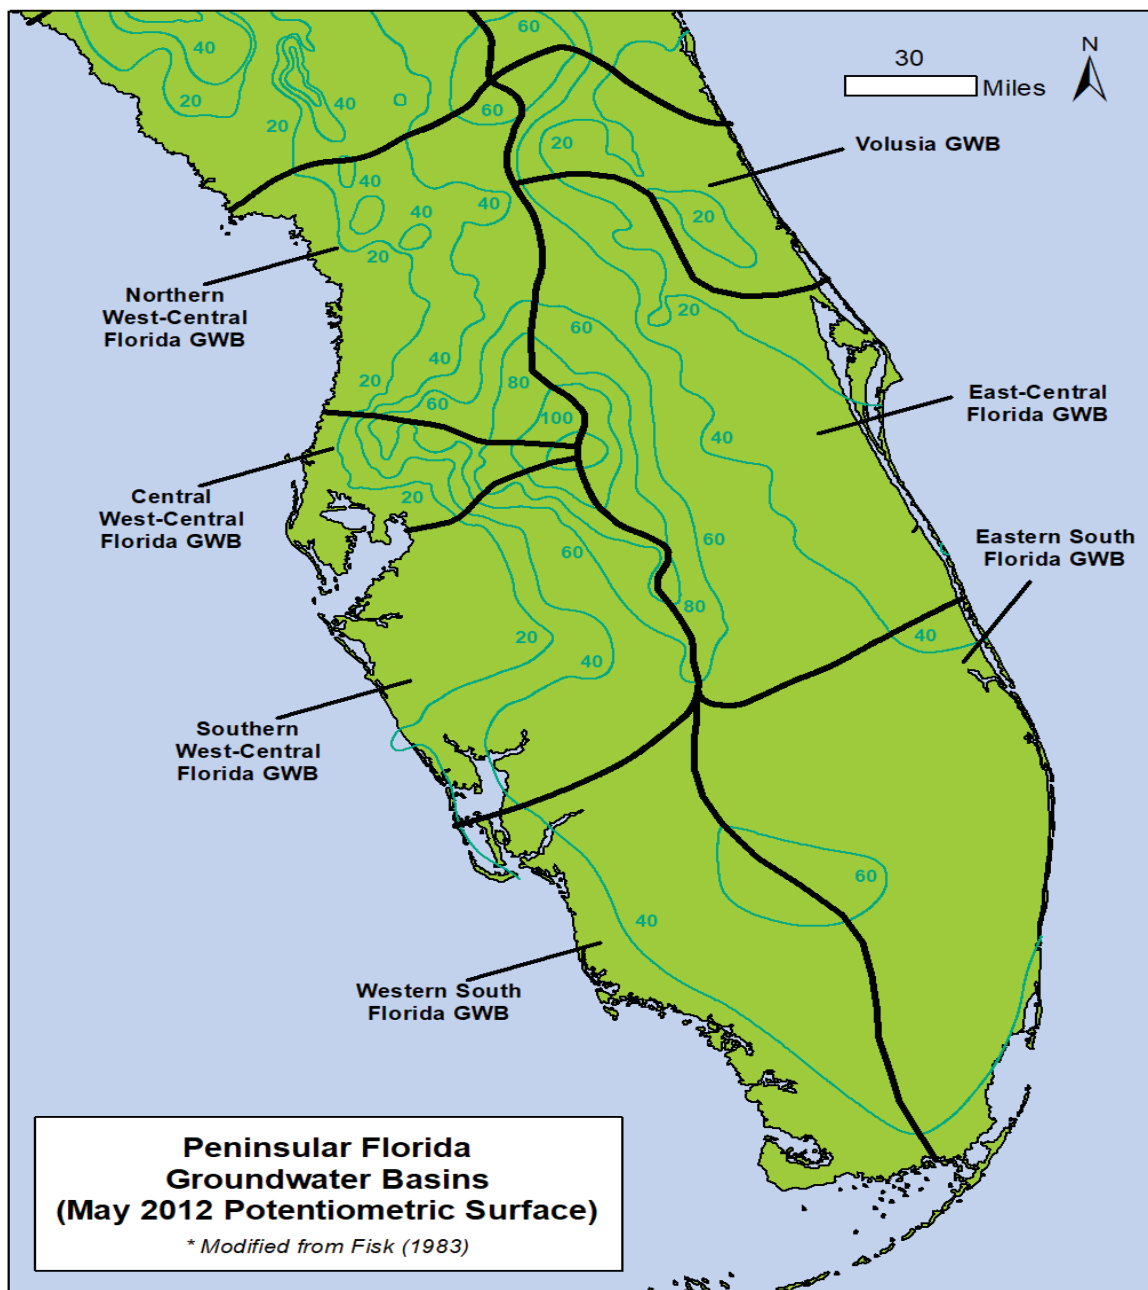 60
40
30
N
Miles
20
40
60
20
20
Volusia GWB
40
40
40
20
20
20
Northern
West-Central
Florida GWB
60
40
20
80
60
100
East-Central
Florida GWB
40
20
Central
West-Central
Florida GWB
60
60
Eastern South
Florida GWB
80
20
40
40
Southern
West-Central
Florida GWB
60
40
Western South
Florida GWB
Peninsular Florida
Groundwater Basins
(May 2012 Potentiometric Surface)
* Modified from Fisk (1983)